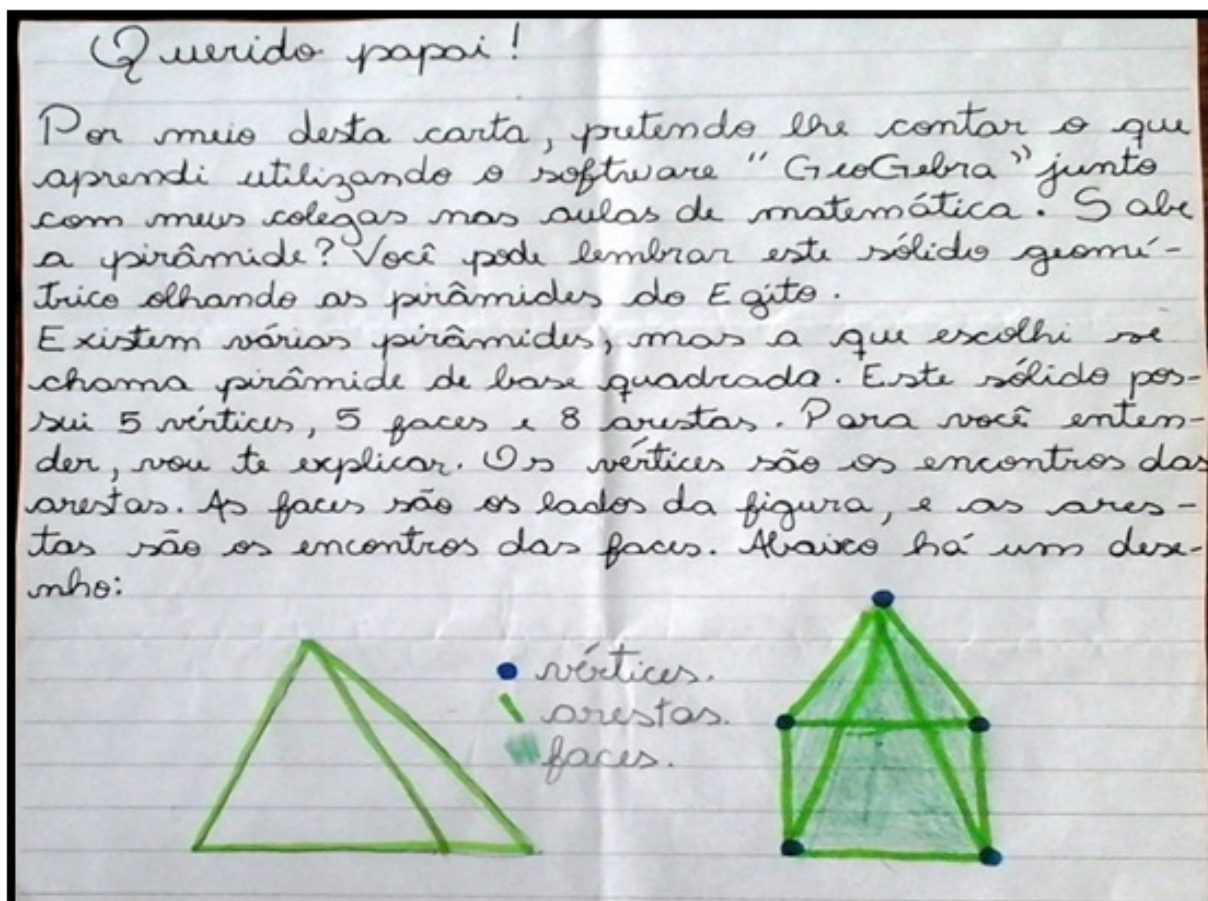 Querido papai!
Por meio desta carta, pretendo lhe contar o que
aprendi utilizando o software "GeoGebra" junto
com meus colegas nas aulas de matemática. Sabe
a pirâmide? Você pode lembrar este sólido geomé-
trico olhando as pirâmides do Egito.
Existem várias pirâmides, mas a que escolhi se
chama pirâmide de base quadrada. Este sólido pos-
sui 5 vértices, 5 faces e 8 arestas. Para você enten-
der, vou te explicar. Os vértices são os encontros das
arestas. As faces são os lados da figura, e as ares-
tas são os encontros das faces. Abaixo há um dese-
nho:
vértices.
arestas.
faces.